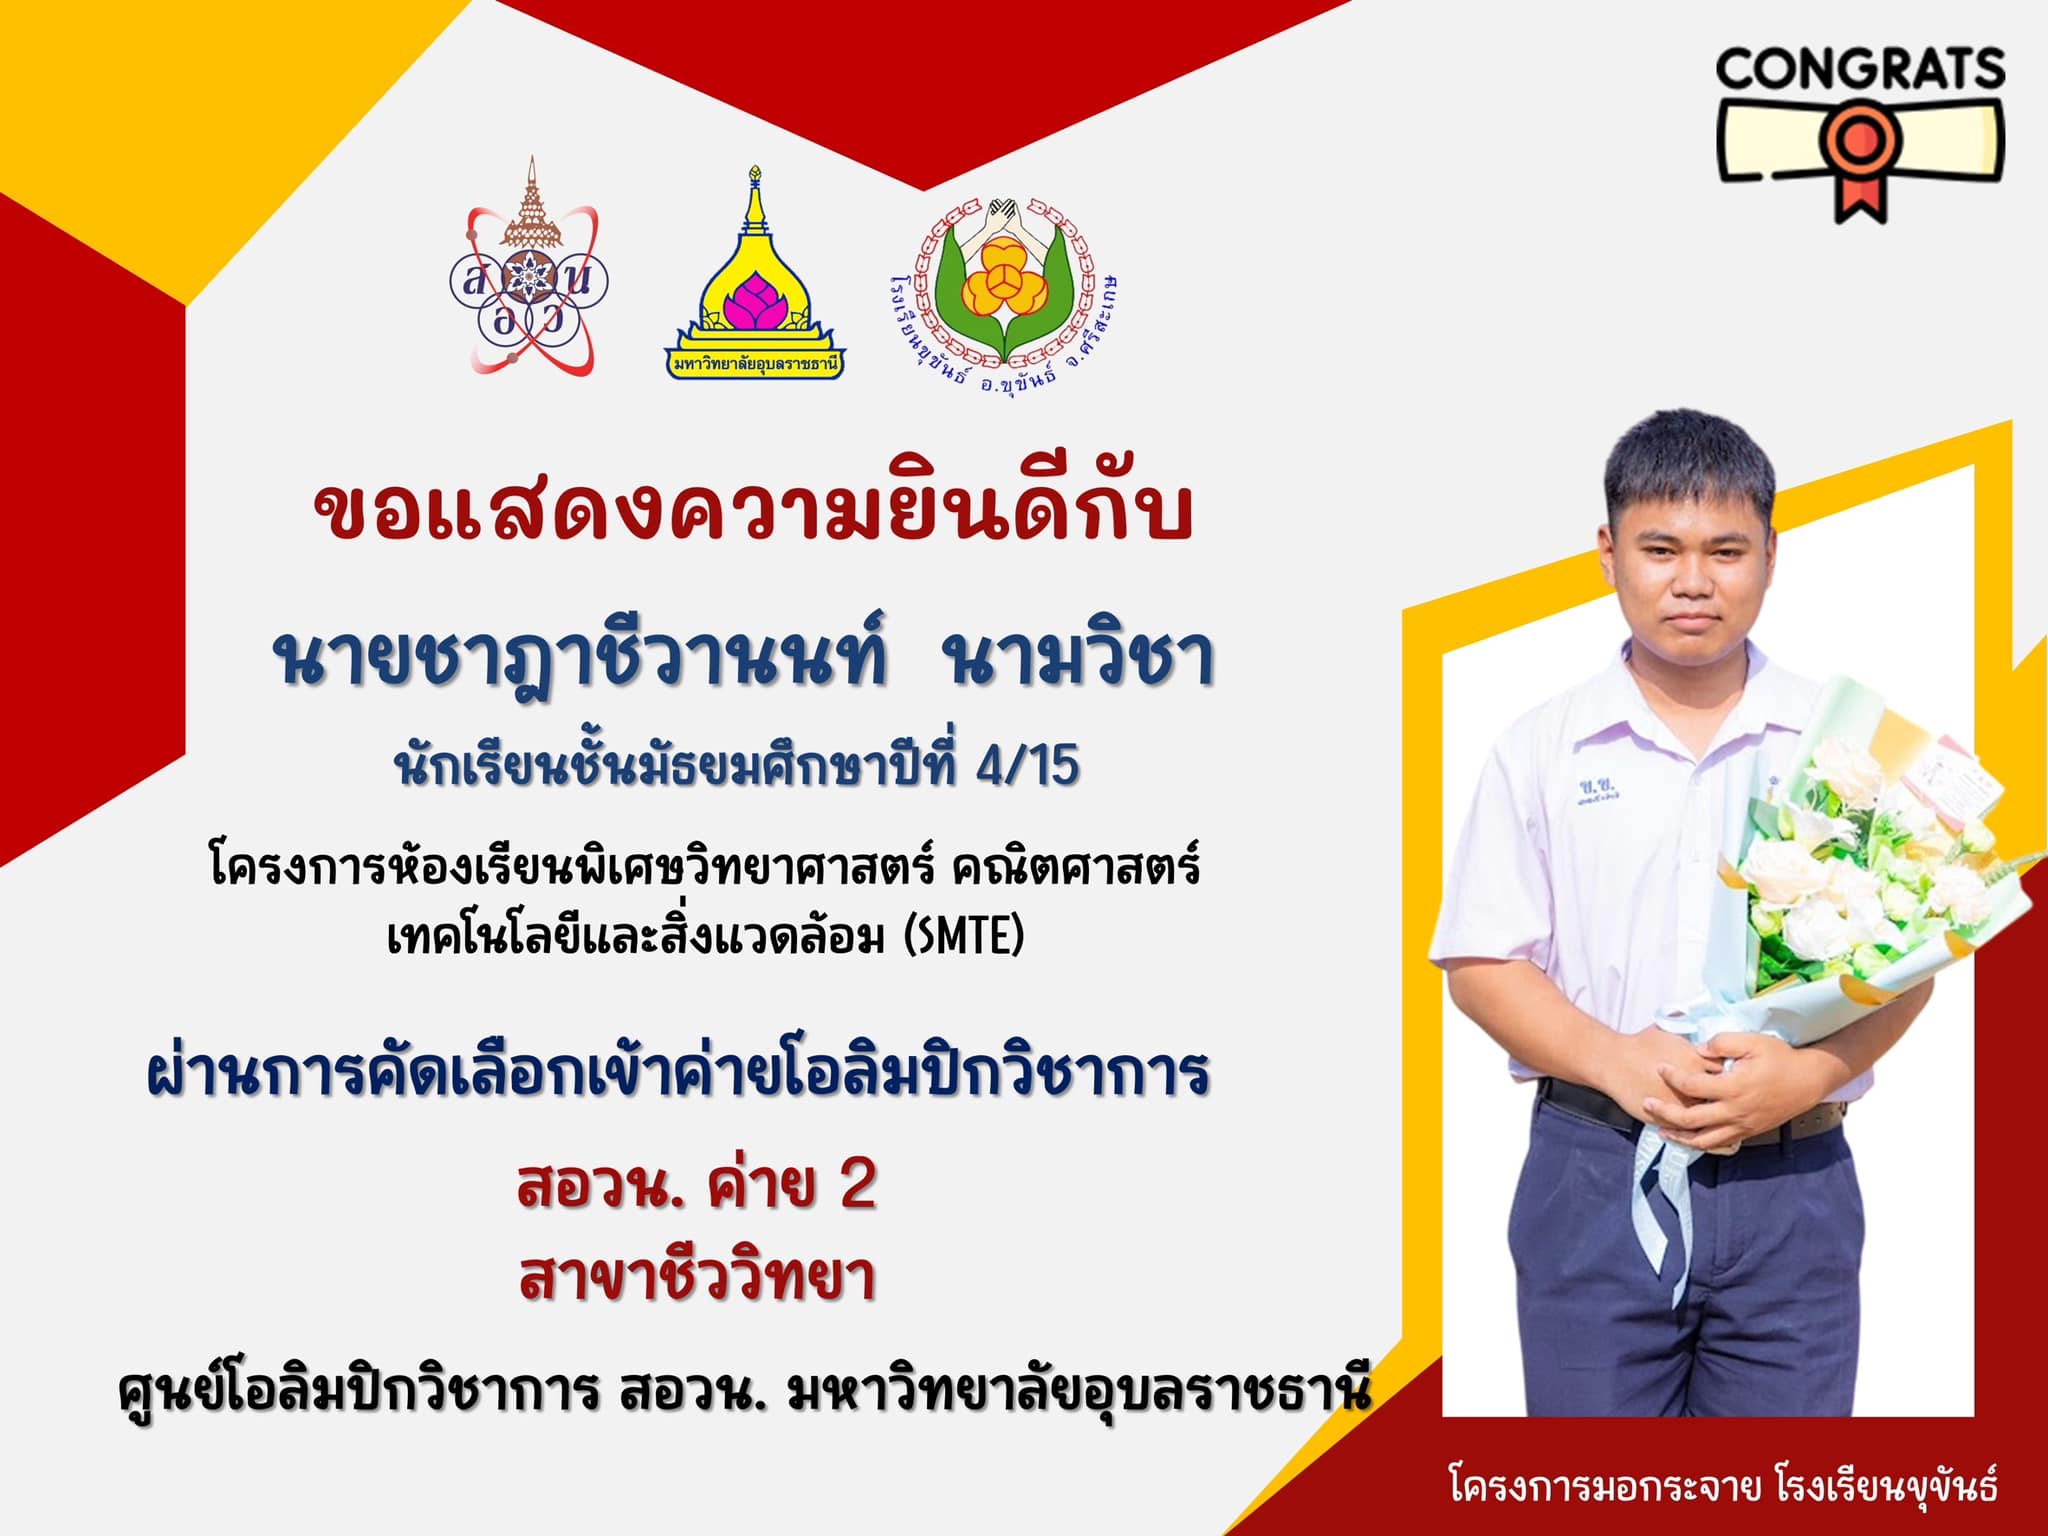 CONGRATS
ส อ ว น
มหาวิทยาลัยอุบลราชธานี
โรงเรียนขุขันธ์ อ.ขุขันธ์ จ.ศรีสะเกษ
ขอแสดงความยินดีกับ
นายชาฎาชีวานนท์ นามวิชา
นักเรียนชั้นมัธยมศึกษาปีที่ 4/15
โครงการห้องเรียนพิเศษวิทยาศาสตร์ คณิตศาสตร์
เทคโนโลยีและสิ่งแวดล้อม (SMTE)
ข.ข.
ผ่านการคัดเลือกเข้าค่ายโอลิมปิกวิชาการ
สอวน. ค่าย 2
สาขาชีววิทยา
ศูนย์โอลิมปิกวิชาการ สอวน. มหาวิทยาลัยอุบลราชธานี
โครงการมอกระจาย โรงเรียนขุขันธ์